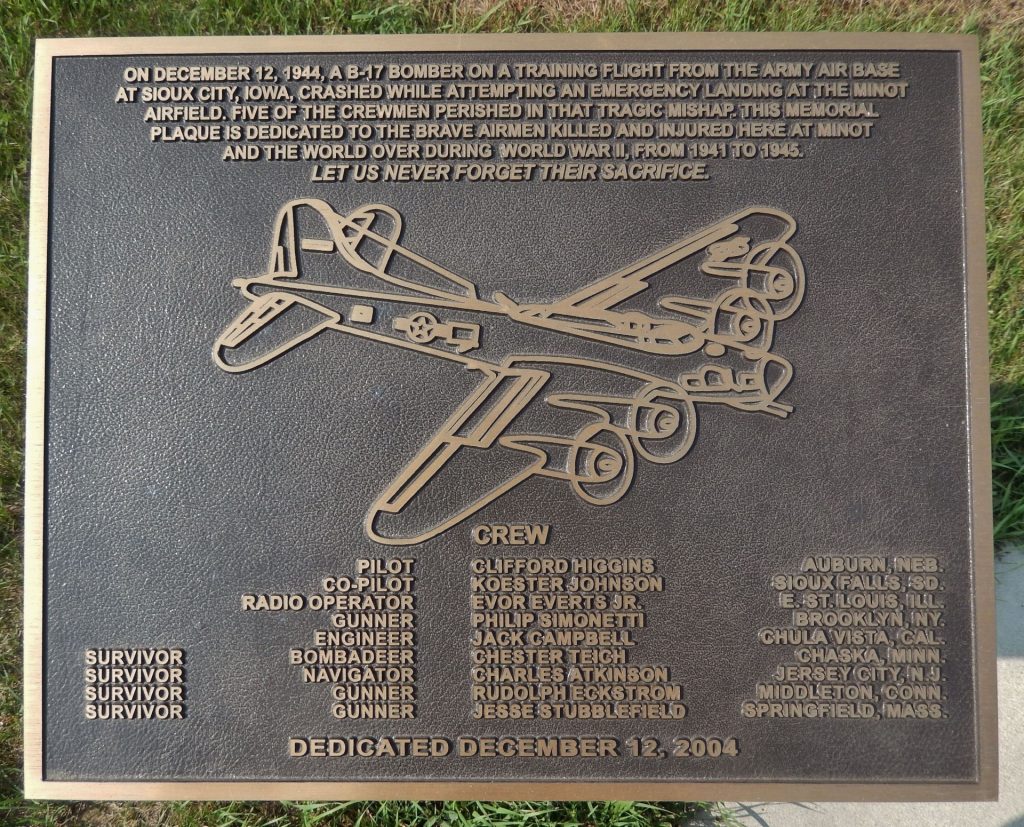 ON DECEMBER 12, 1944, A B-17 BOMBER ON A TRAINING FLIGHT FROM THE ARMY AIR BASE
AT SIOUX CITY, IOWA, CRASHED WHILE ATTEMPTING AN EMERGENCY LANDING AT THE MINOT
AIRFIELD. FIVE OF THE CREWMEN PERISHED IN THAT TRAGIC MISHAP. THIS MEMORIAL
PLAQUE IS DEDICATED TO THE BRAVE AIRMEN KILLED AND INJURED HERE AT MINOT
AND THE WORLD OVER DURING WORLD WAR II, FROM 1941 TO 1945.
LET US NEVER FORGET THEIR SACRIFICE.
CREW
PILOT CLIFFORD HIGGINS AUBURN, NEB.
CO-PILOT KOESTER JOHNSON SIOUX FALLS, SD.
RADIO OPERATOR EVOR EVERTS JR. E. ST. LOUIS, ILL.
GUNNER PHILIP SIMONETTI BROOKLYN, NY.
ENGINEER JACK CAMPBELL CHULA VISTA, CAL.
SURVIVOR BOMBADEER CHESTER TEICH CHASKA, MINN.
SURVIVOR NAVIGATOR CHARLES ATKINSON JERSEY CITY, N.J.
SURVIVOR GUNNER RUDOLPH ECKSTROM MIDDLETON, CONN.
SURVIVOR GUNNER JESSE STUBBLEFIELD SPRINGFIELD, MASS.
DEDICATED DECEMBER 12, 2004